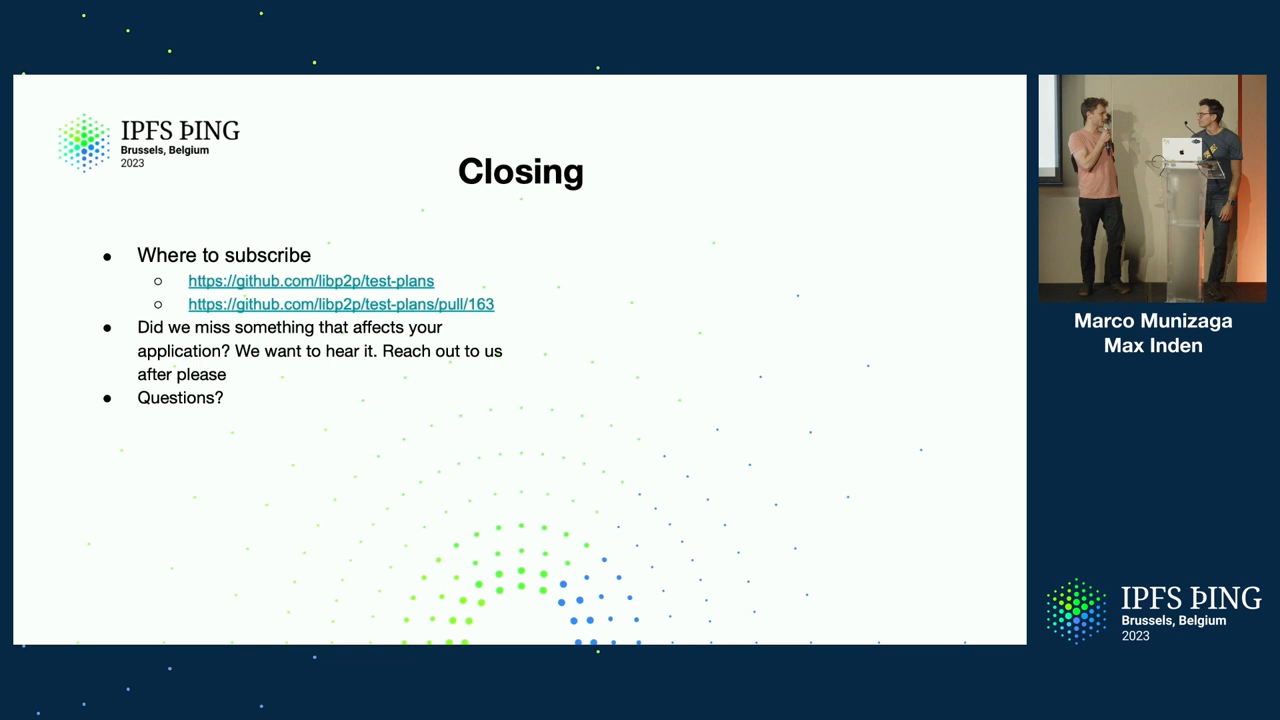 IPFS ÞING
Brussels, Belgium
2023
Closing
● Where to subscribe
○ https://github.com/libp2p/test-plans
○ https://github.com/libp2p/test-plans/pull/163
● Did we miss something that affects your
application? We want to hear it. Reach out to us
after please
● Questions?
Marco Munizaga
Max Inden
IPFS ÞING
Brussels, Belgium
2023